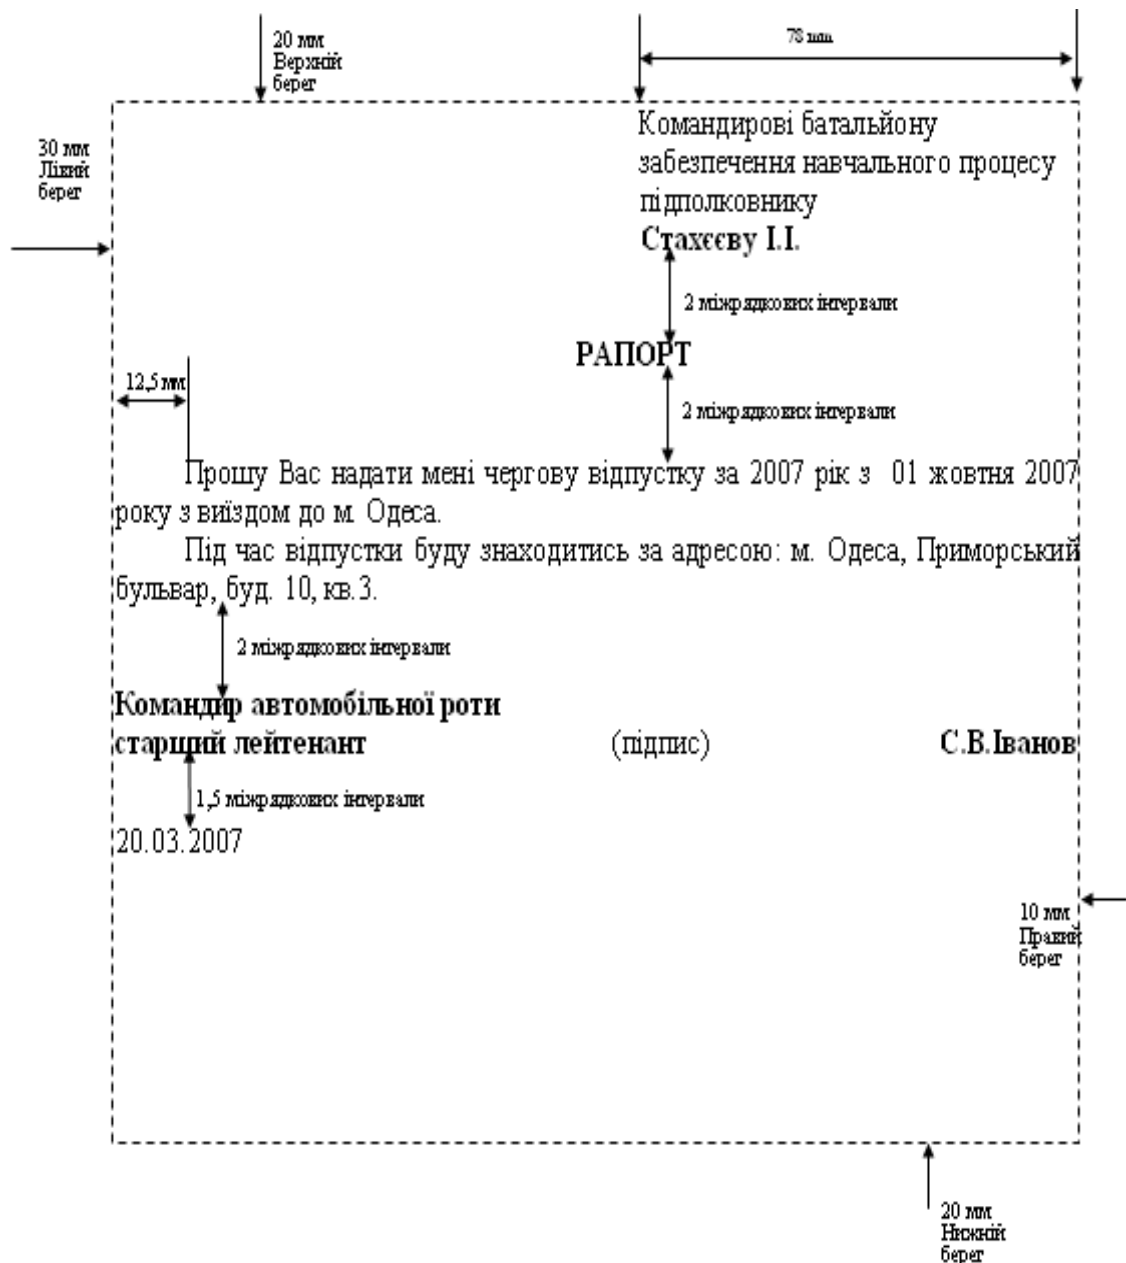 20 мм
Верхній
берег
78 mm
30 мм
Лівий
берег
Командирові батальйону
забезпечення навчального процесу
підполковнику
Стахєєву І.І.
2 міжрядкових інтервали
РАПОРТ
12,5 мм
2 міжрядкових інтервали
Прошу Вас надати мені чергову відпустку за 2007 рік з 01 жовтня 2007
року з виїздом до м. Одеса.
Під час відпустки буду знаходитись за адресою: м. Одеса, Приморський
бульвар, буд. 10, кв.3.
2 міжрядкових інтервали
Командир автомобільної роти
старший лейтенант (підпис) С.В.Іванов
1,5 міжрядкових інтервали
20.03.2007
10 мм
Правий
берег
20 мм
Нижній
берег